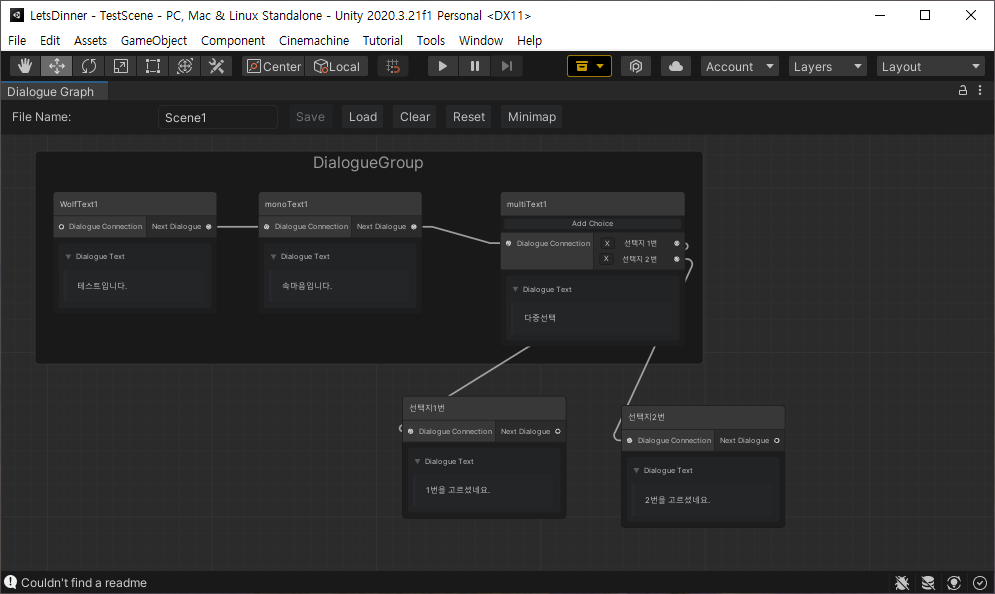 LetsDinner - TestScene - PC, Mac & Linux Standalone - Unity 2020.3.21f1 Personal <DX11>
File Edit Assets GameObject Component Cinemachine Tutorial Tools Window Help
Center Local Account Layers Layout
Dialogue Graph
File Name: Scene1 Save Load Clear Reset Minimap
DialogueGroup
WolfText1 monoText1 multiText1
Add Choice
Dialogue Connection Next Dialogue Dialogue Connection Next Dialogue
Dialogue Connection X 선택지 1번
X 선택지 2번
Dialogue Text Dialogue Text
테스트입니다. 속마음입니다.
Dialogue Text
다중선택
선택지1번
Dialogue Connection Next Dialogue
Dialogue Text
1번을 고르셨네요.
선택지2번
Dialogue Connection Next Dialogue
Dialogue Text
2번을 고르셨네요.
Couldn't find a readme